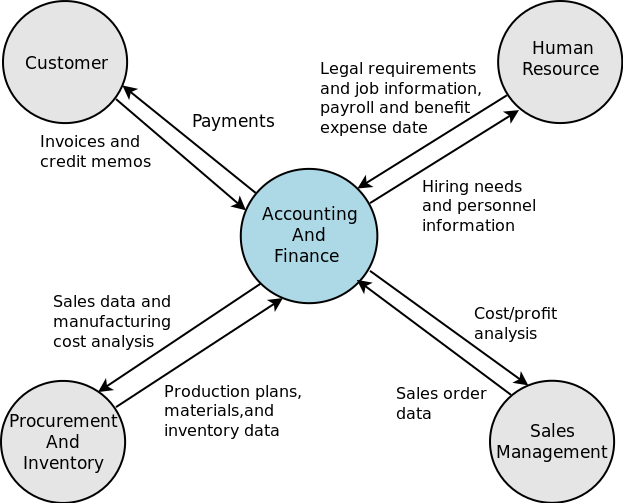 Customer
Human
Resource
Legal requirements
and job information,
payroll and benefit
expense date
Payments
Invoices and
credit memos
Hiring needs
and personnel
information
Accounting
And
Finance
Sales data and
manufacturing
cost analysis
Cost/profit
analysis
Production plans,
materials,and
inventory data
Sales order
data
Procurement
And
Inventory
Sales
Management